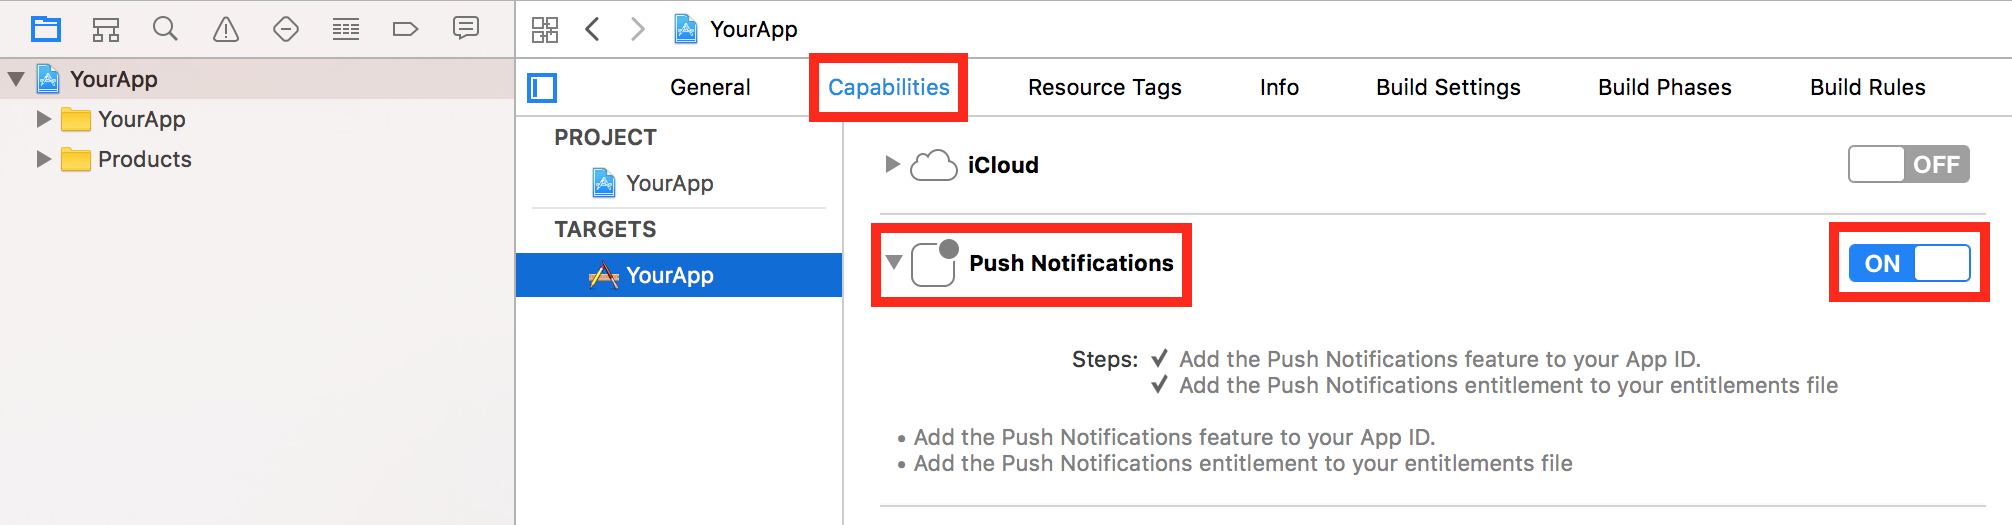 YourApp
General Capabilities Resource Tags Info Build Settings Build Phases Build Rules
YourApp
YourApp
Products
PROJECT
YourApp
TARGETS
YourApp
iCloud OFF
Push Notifications ON
Steps: ✓ Add the Push Notifications feature to your App ID.
✓ Add the Push Notifications entitlement to your entitlements file
• Add the Push Notifications feature to your App ID.
• Add the Push Notifications entitlement to your entitlements file